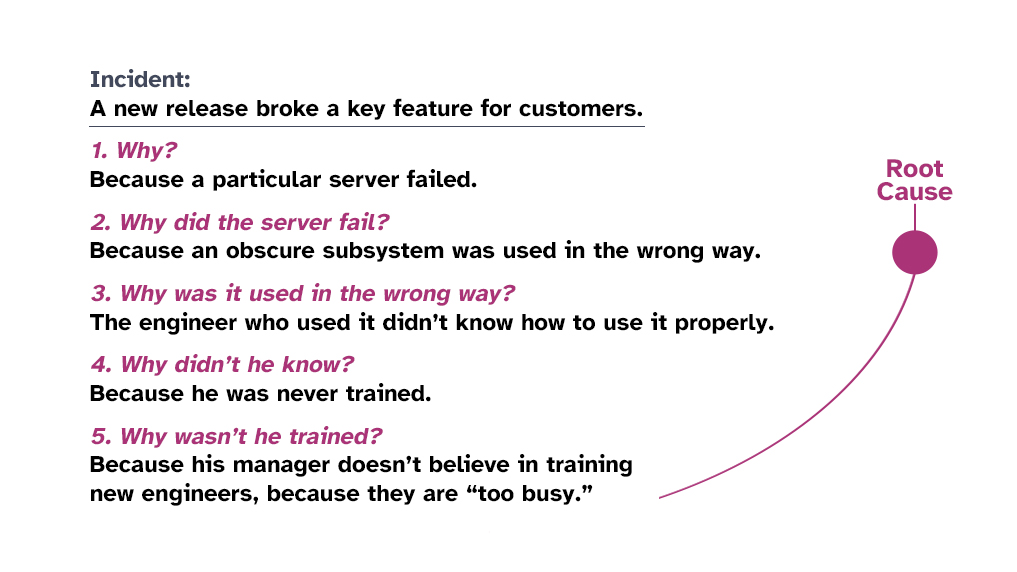 Incident:
A new release broke a key feature for customers.
1. Why?
Because a particular server failed.
2. Why did the server fail?
Because an obscure subsystem was used in the wrong way.
3. Why was it used in the wrong way?
The engineer who used it didn’t know how to use it properly.
4. Why didn’t he know?
Because he was never trained.
5. Why wasn’t he trained?
Because his manager doesn’t believe in training
new engineers, because they are “too busy.”
Root
Cause